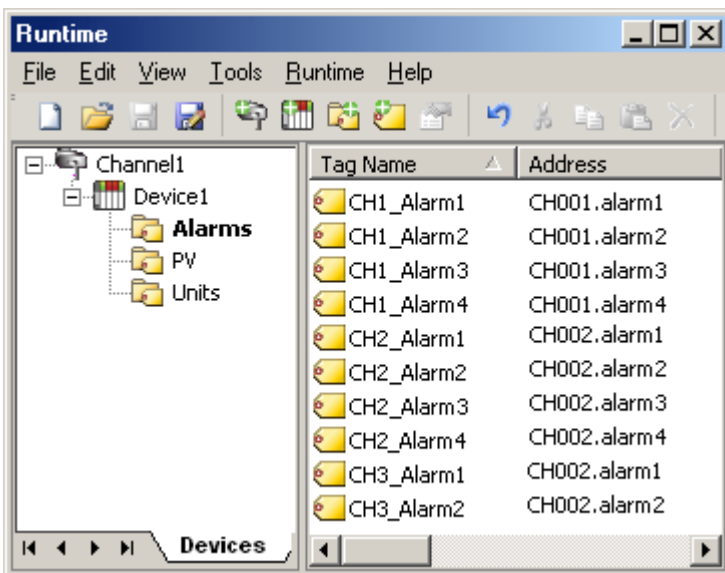 Runtime
File Edit View Tools Runtime Help
Channel1
Device1
Alarms
PV
Units
Devices
Tag Name Address
CH1_Alarm1 CH001.alarm1
CH1_Alarm2 CH001.alarm2
CH1_Alarm3 CH001.alarm3
CH1_Alarm4 CH001.alarm4
CH2_Alarm1 CH002.alarm1
CH2_Alarm2 CH002.alarm2
CH2_Alarm3 CH002.alarm3
CH2_Alarm4 CH002.alarm4
CH3_Alarm1 CH002.alarm1
CH3_Alarm2 CH002.alarm2